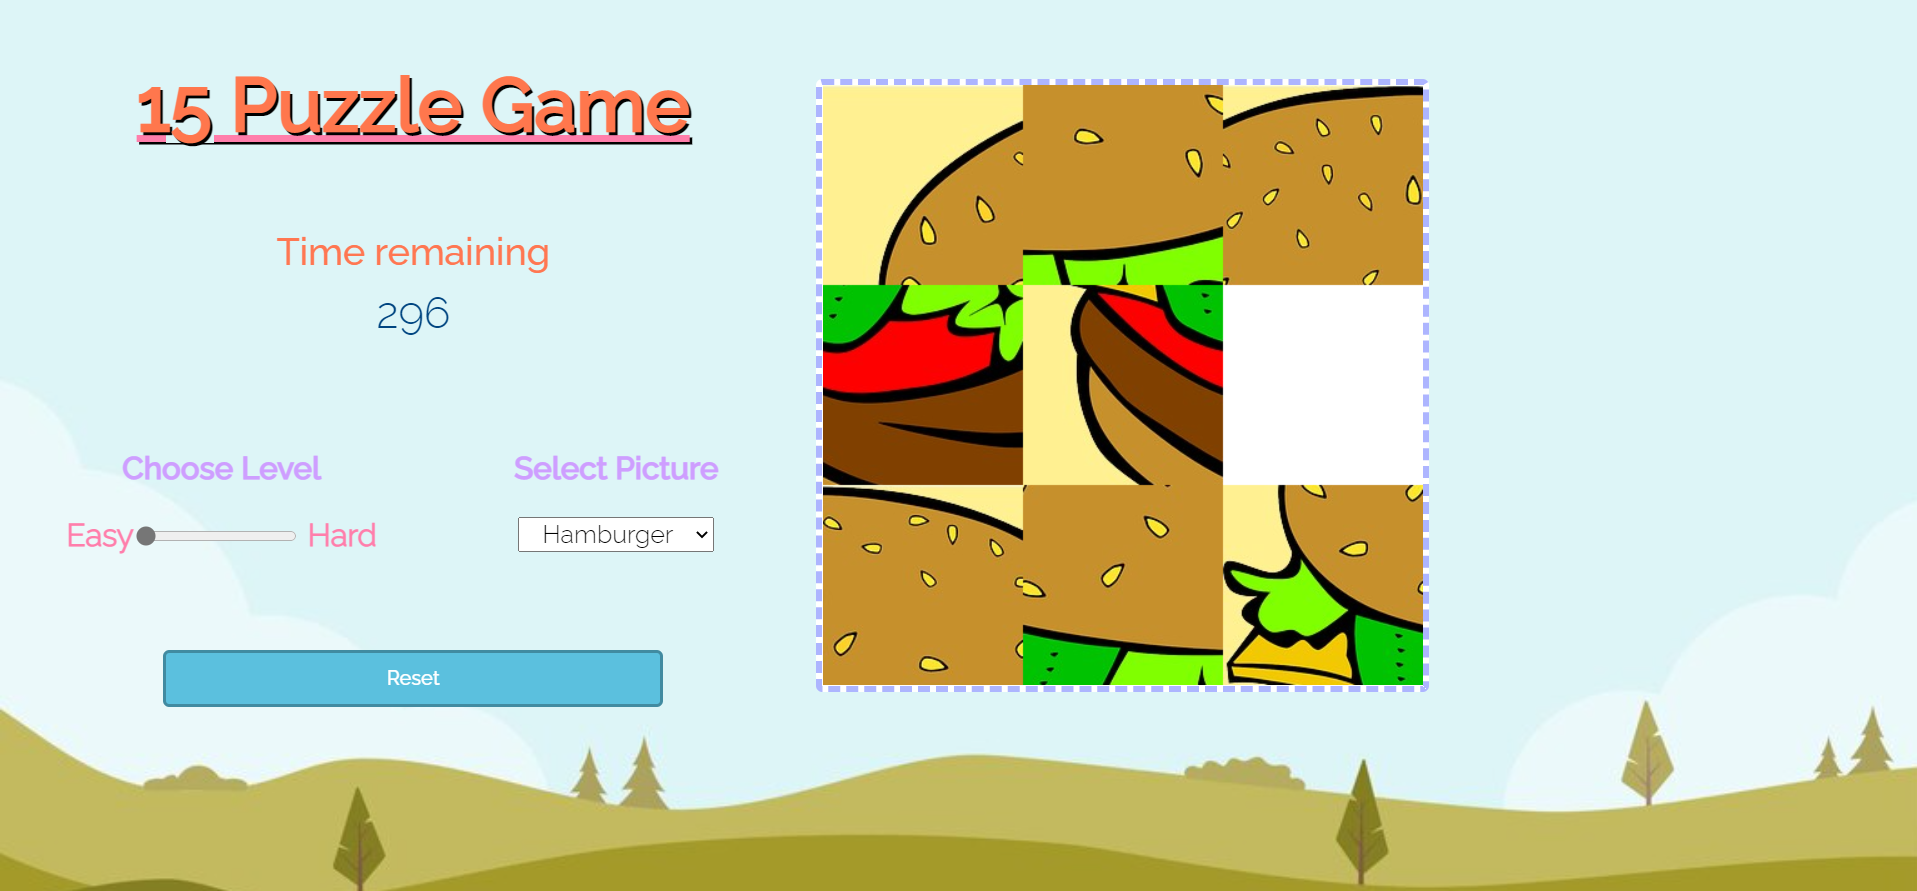 15 Puzzle Game
Time remaining
296
Choose Level
Select Picture
Easy
Hard
Hamburger
Reset